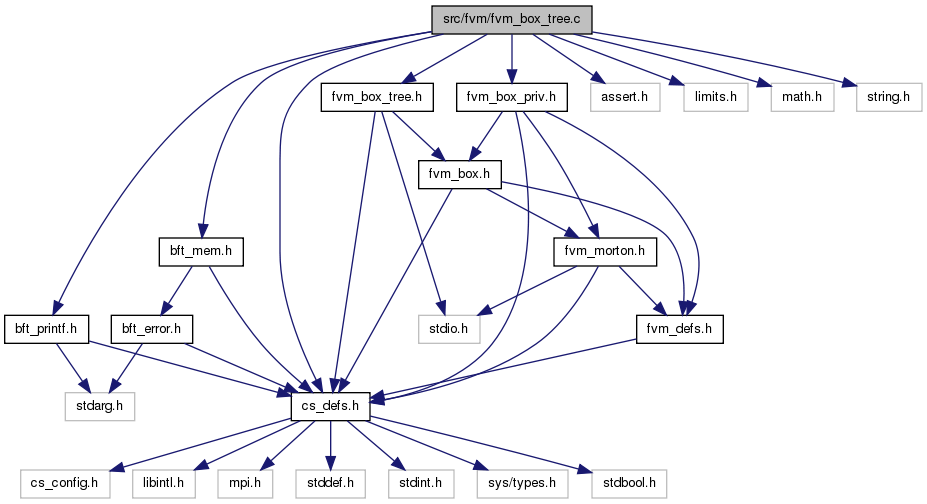 src/fvm/fvm_box_tree.c
fvm_box_tree.h
fvm_box_priv.h
assert.h
limits.h
math.h
string.h
fvm_box.h
bft_mem.h
fvm_morton.h
bft_printf.h
bft_error.h
stdio.h
fvm_defs.h
stdarg.h
cs_defs.h
cs_config.h
libintl.h
mpi.h
stddef.h
stdint.h
sys/types.h
stdbool.h